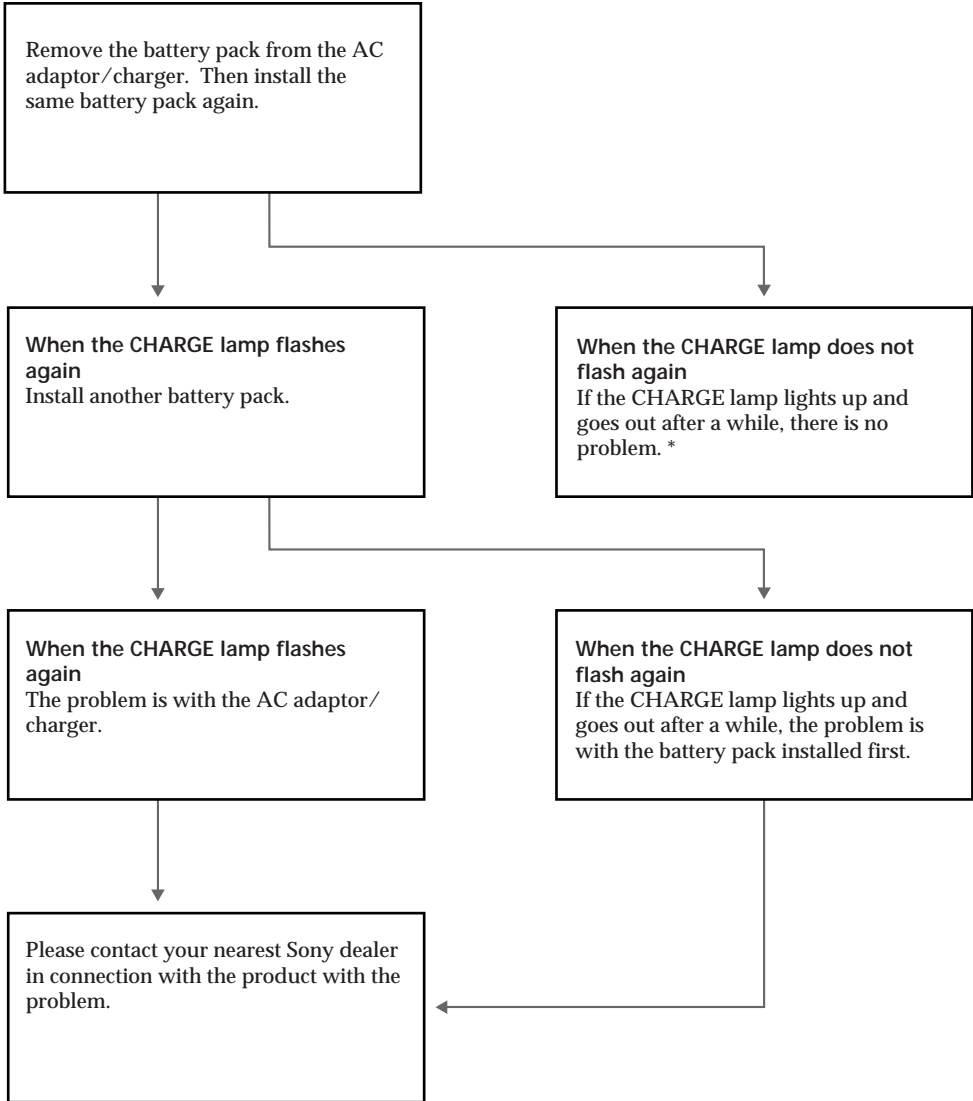 Remove the battery pack from the AC
adaptor/charger.  Then install the
same battery pack again.
When the CHARGE lamp flashes
again
Install another battery pack.
When the CHARGE lamp does not
flash again
If the CHARGE lamp lights up and
goes out after a while, there is no
problem. *
When the CHARGE lamp flashes
again
The problem is with the AC adaptor/
charger.
When the CHARGE lamp does not
flash again
If the CHARGE lamp lights up and
goes out after a while, the problem is
with the battery pack installed first.
Please contact your nearest Sony dealer
in connection with the product with the
problem.